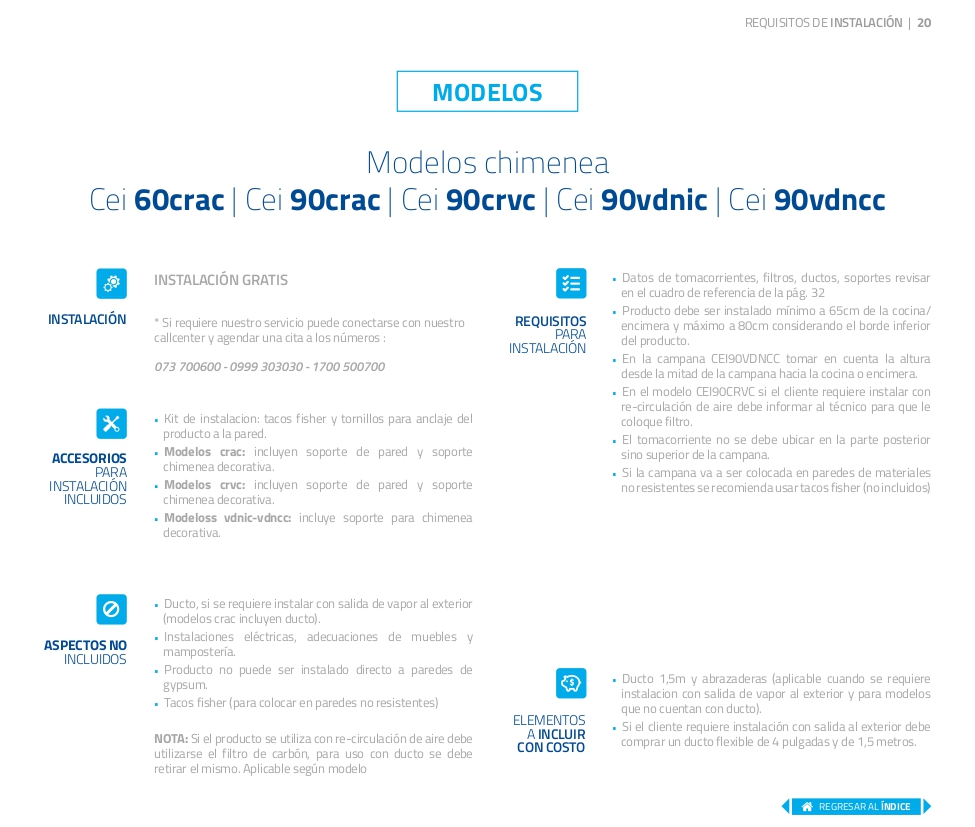 REQUISITOS DE INSTALACIÓN | 20
MODELOS
Modelos chimenea
Cei 60crac | Cei 90crac | Cei 90crvc | Cei 90vdnic | Cei 90vdncc
INSTALACIÓN
INSTALACIÓN GRATIS
* Si requiere nuestro servicio puede conectarse con nuestro
callcenter y agendar una cita a los números :
073 700600 - 0999 303030 - 1700 500700
ACCESORIOS
PARA
INSTALACIÓN
INCLUIDOS
• Kit de instalacion: tacos fisher y tornillos para anclaje del
producto a la pared.
• Modelos crac: incluyen soporte de pared y soporte
chimenea decorativa.
• Modelos crvc: incluyen soporte de pared y soporte
chimenea decorativa.
• Modeloss vdnic-vdncc: incluye soporte para chimenea
decorativa.
ASPECTOS NO
INCLUIDOS
• Ducto, si se requiere instalar con salida de vapor al exterior
(modelos crac incluyen ducto).
• Instalaciones eléctricas, adecuaciones de muebles y
mampostería.
• Producto no puede ser instalado directo a paredes de
gypsum.
• Tacos fisher (para colocar en paredes no resistentes)
NOTA: Si el producto se utiliza con re-circulación de aire debe
utilizarse el filtro de carbón, para uso con ducto se debe
retirar el mismo. Aplicable según modelo
REQUISITOS
PARA
INSTALACIÓN
• Datos de tomacorrientes, filtros, ductos, soportes revisar
en el cuadro de referencia de la pág. 32
• Producto debe ser instalado mínimo a 65cm de la cocina/
encimera y máximo a 80cm considerando el borde inferior
del producto.
• En la campana CEI90VDNCC tomar en cuenta la altura
desde la mitad de la campana hacia la cocina o encimera.
• En el modelo CEI90CRVC si el cliente requiere instalar con
re-circulación de aire debe informar al técnico para que le
coloque filtro.
• El tomacorriente no se debe ubicar en la parte posterior
sino superior de la campana.
• Si la campana va a ser colocada en paredes de materiales
no resistentes se recomienda usar tacos fisher (no incluidos)
ELEMENTOS
A INCLUIR
CON COSTO
• Ducto 1,5m y abrazaderas (aplicable cuando se requiere
instalacion con salida de vapor al exterior y para modelos
que no cuentan con ducto).
• Si el cliente requiere instalación con salida al exterior debe
comprar un ducto flexible de 4 pulgadas y de 1,5 metros.
REGRESAR AL ÍNDICE